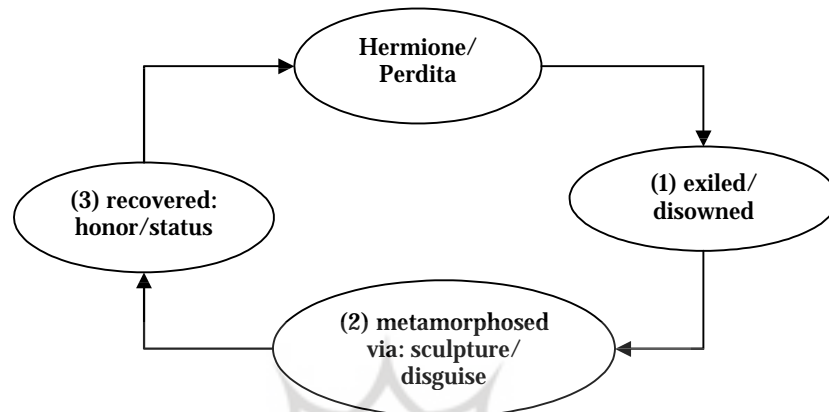 Hermione/
Perdita
(1) exiled/
disowned
(2) metamorphosed
via: sculpture/
disguise
(3) recovered:
honor/status